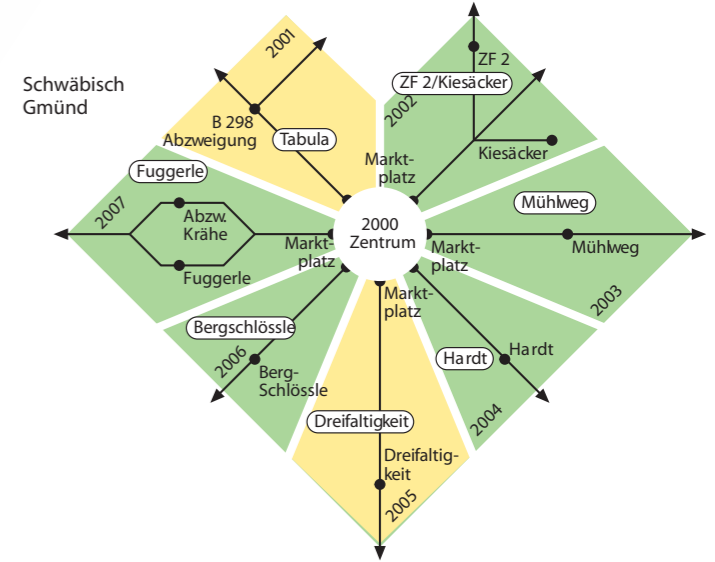 Schwäbisch
Gmünd
2001
B 298
Abzweigung
Tabula
ZF 2
ZF 2/Kiesäcker
2002
Kiesäcker
Markt-
platz
Fuggerle
2007
Abzw.
Krähe
Fuggerle
Markt-
platz
2000
Zentrum
Markt-
platz
Mühlweg
Mühlweg
2003
Markt-
platz
Bergschlössle
2006
Berg-
Schlössle
Hardt
Hardt
2004
Dreifaltigkeit
Dreifaltig-
keit
2005